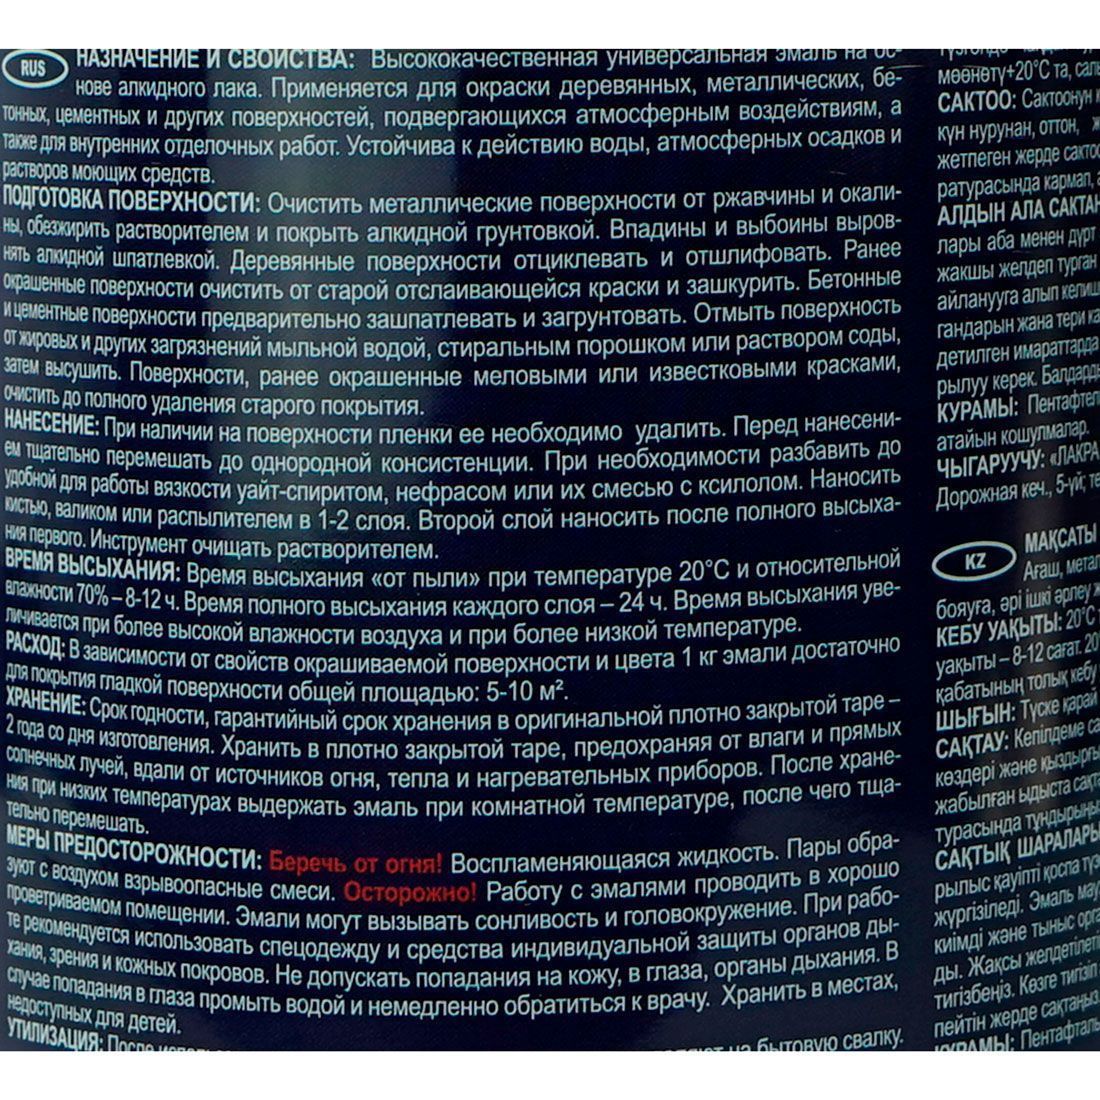 RUS
НАЗНАЧЕНИЕ И СВОЙСТВА: Высококачественная универсальная эмаль на ос-
нове алкидного лака. Применяется для окраски деревянных, металлических, бе-
тонных, цементных и других поверхностей, подвергающихся атмосферным воздействиям, а
также для внутренних отделочных работ. Устойчива к действию воды, атмосферных осадков и
растворов моющих средств.
ПОДГОТОВКА ПОВЕРХНОСТИ: Очистить металлические поверхности от ржавчины и окали-
ны, обезжирить растворителем и покрыть алкидной грунтовкой. Впадины и выбоины выров-
нять алкидной шпатлевкой. Деревянные поверхности отциклевать и отшлифовать. Ранее
окрашенные поверхности очистить от старой отслаивающейся краски и зашкурить. Бетонные
и цементные поверхности предварительно зашпатлевать и загрунтовать. Отмыть поверхность
от жировых и других загрязнений мыльной водой, стиральным порошком или раствором соды,
затем высушить. Поверхности, ранее окрашенные меловыми или известковыми красками,
очистить до полного удаления старого покрытия.
НАНЕСЕНИЕ: При наличии на поверхности пленки ее необходимо удалить. Перед нанесени-
ем тщательно перемешать до однородной консистенции. При необходимости разбавить до
удобной для работы вязкости уайт-спиритом, нефрасом или их смесью с ксилолом. Наносить
кистью, валиком или распылителем в 1-2 слоя. Второй слой наносить после полного высыха-
ния первого. Инструмент очищать растворителем.
ВРЕМЯ ВЫСЫХАНИЯ: Время высыхания «от пыли» при температуре 20°С и относительной
влажности 70% – 8-12 ч. Время полного высыхания каждого слоя – 24 ч. Время высыхания уве-
личивается при более высокой влажности воздуха и при более низкой температуре.
РАСХОД: В зависимости от свойств окрашиваемой поверхности и цвета 1 кг эмали достаточно
для покрытия гладкой поверхности общей площадью: 5-10 м².
ХРАНЕНИЕ: Срок годности, гарантийный срок хранения в оригинальной плотно закрытой таре –
2 года со дня изготовления. Хранить в плотно закрытой таре, предохраняя от влаги и прямых
солнечных лучей, вдали от источников огня, тепла и нагревательных приборов. После хране-
ния при низких температурах выдержать эмаль при комнатной температуре, после чего тща-
тельно перемешать.
МЕРЫ ПРЕДОСТОРОЖНОСТИ: Беречь от огня! Воспламеняющаяся жидкость. Пары обра-
зуют с воздухом взрывоопасные смеси. Осторожно! Работу с эмалями проводить в хорошо
проветриваемом помещении. Эмали могут вызывать сонливость и головокружение. При рабо-
те рекомендуется использовать спецодежду и средства индивидуальной защиты органов ды-
хания, зрения и кожных покровов. Не допускать попадания на кожу, в глаза, органы дыхания. В
случае попадания в глаза промыть водой и немедленно обратиться к врачу. Хранить в местах,
недоступных для детей.
УТИЛИЗАЦИЯ: После на бытовую свалку.
мөөнөтү+20°С та,
САКТОО: Сактоонун
күн нурунан, оттон,
жетпеген жерде
ратурасында кармап,
АЛДЫН АЛА
лары аба менен дүрт
жакшы желдеп турган
айланууга алып
гандарын жана тери
детилген имараттарда
рылуу керек.
КУРАМЫ:
атайын кошулмалар.
ЧЫГАРУУЧУ: «ЛАКРА
Дорожная кеч., 5-үй;
KZ
МАҚСАТЫ
Ағаш,
бояуға, әрі ішкі әрлеу
КЕБУ УАҚЫТЫ: 20°С
уақыты – 8-12 сағат.
қабатының толық кебу
ШЫҒЫН: Түске қарай
САҚТАУ: Кепілдеме
көздері және
жабылған ыдыста
турасында тұндырыңыз
САҚТЫҚ ШАРАЛАРЫ
рылыс қауіпті қоспа
жүргізіледі. Эмаль
киімді және тыныс
ды. Жақсы
тигізбеңіз. Көзге тигізіп
пейтін жерде сақтаңыз
ҚҰРАМЫ: